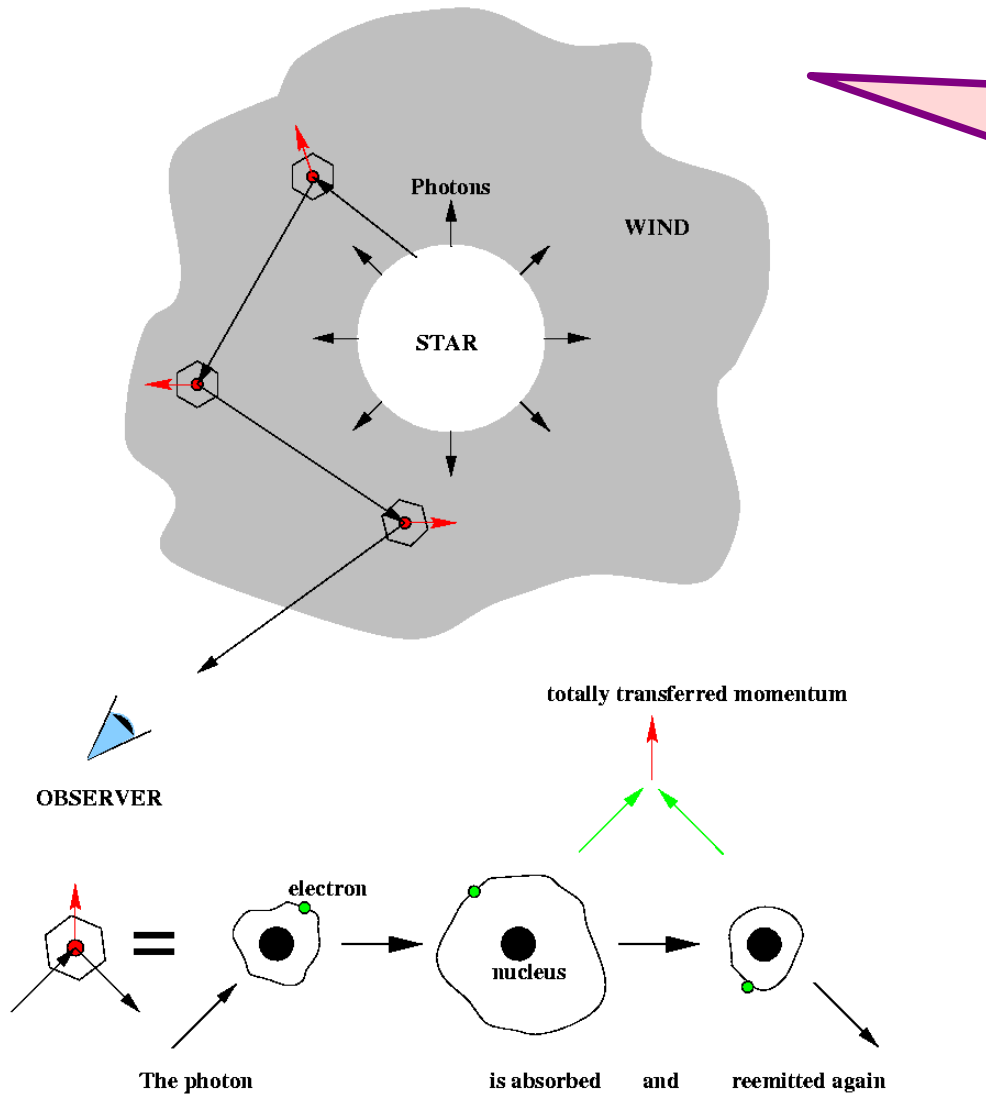 Photons
WIND
STAR
totally transferred momentum
OBSERVER
electron
=
nucleus
The photon is absorbed and reemitted again